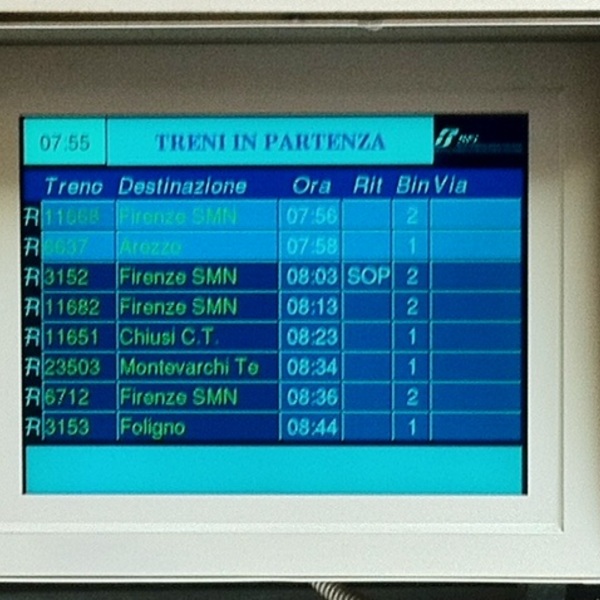 07:55 TRENI IN PARTENZA
Treno Destinazione Ora Rit Bin Via
R 11668 Firenze SMN 07:56 2
R 6637 Arezzo 07:58 1
R 3152 Firenze SMN 08:03 SOP 2
R 11682 Firenze SMN 08:13 2
R 11651 Chiusi C.T. 08:23 1
R 23503 Montevarchi Te 08:34 1
R 6712 Firenze SMN 08:36 2
R 3153 Foligno 08:44 1